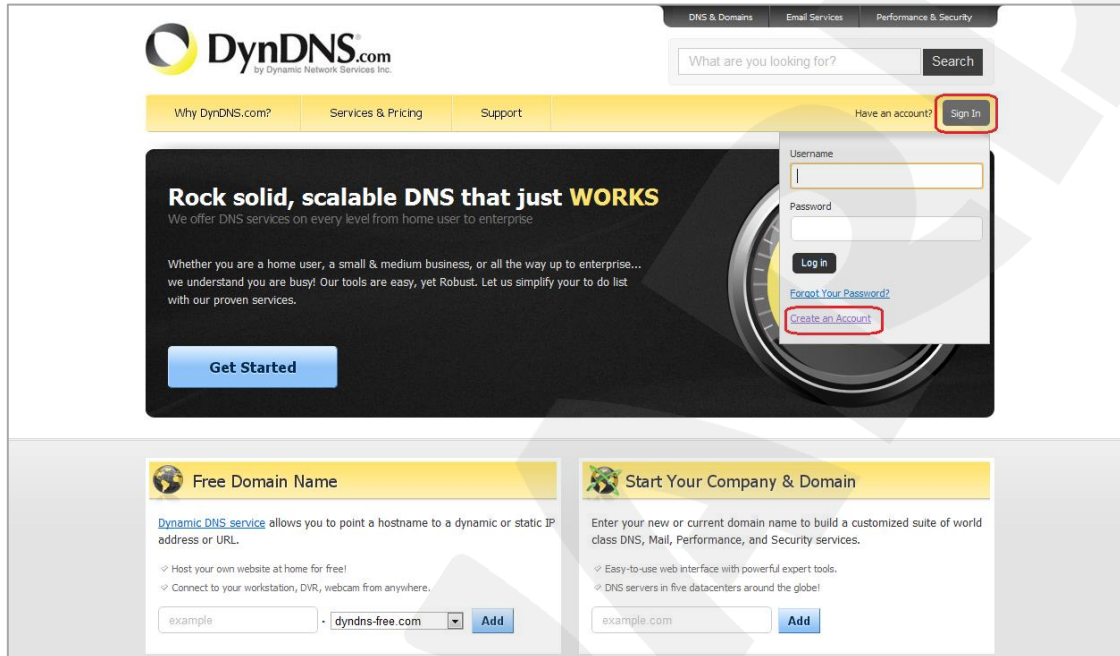 DNS & Domains Email Services Performance & Security
DynDNS.com
by Dynamic Network Services Inc.
What are you looking for? Search
Why DynDNS.com? Services & Pricing Support Have an account? Sign In
Username
Password
Log in
Forgot Your Password?
Create an Account
Rock solid, scalable DNS that just WORKS
We offer DNS services on every level from home user to enterprise
Whether you are a home user, a small & medium business, or all the way up to enterprise...
we understand you are busy! Our tools are easy, yet Robust. Let us simplify your to do list
with our proven services.
Get Started
Free Domain Name
Dynamic DNS service allows you to point a hostname to a dynamic or static IP
address or URL.
Host your own website at home for free!
Connect to your workstation, DVR, webcam from anywhere.
example . dyndns-free.com Add
Start Your Company & Domain
Enter your new or current domain name to build a customized suite of world
class DNS, Mail, Performance, and Security services.
Easy-to-use web interface with powerful expert tools.
DNS servers in five datacenters around the globe!
example.com Add